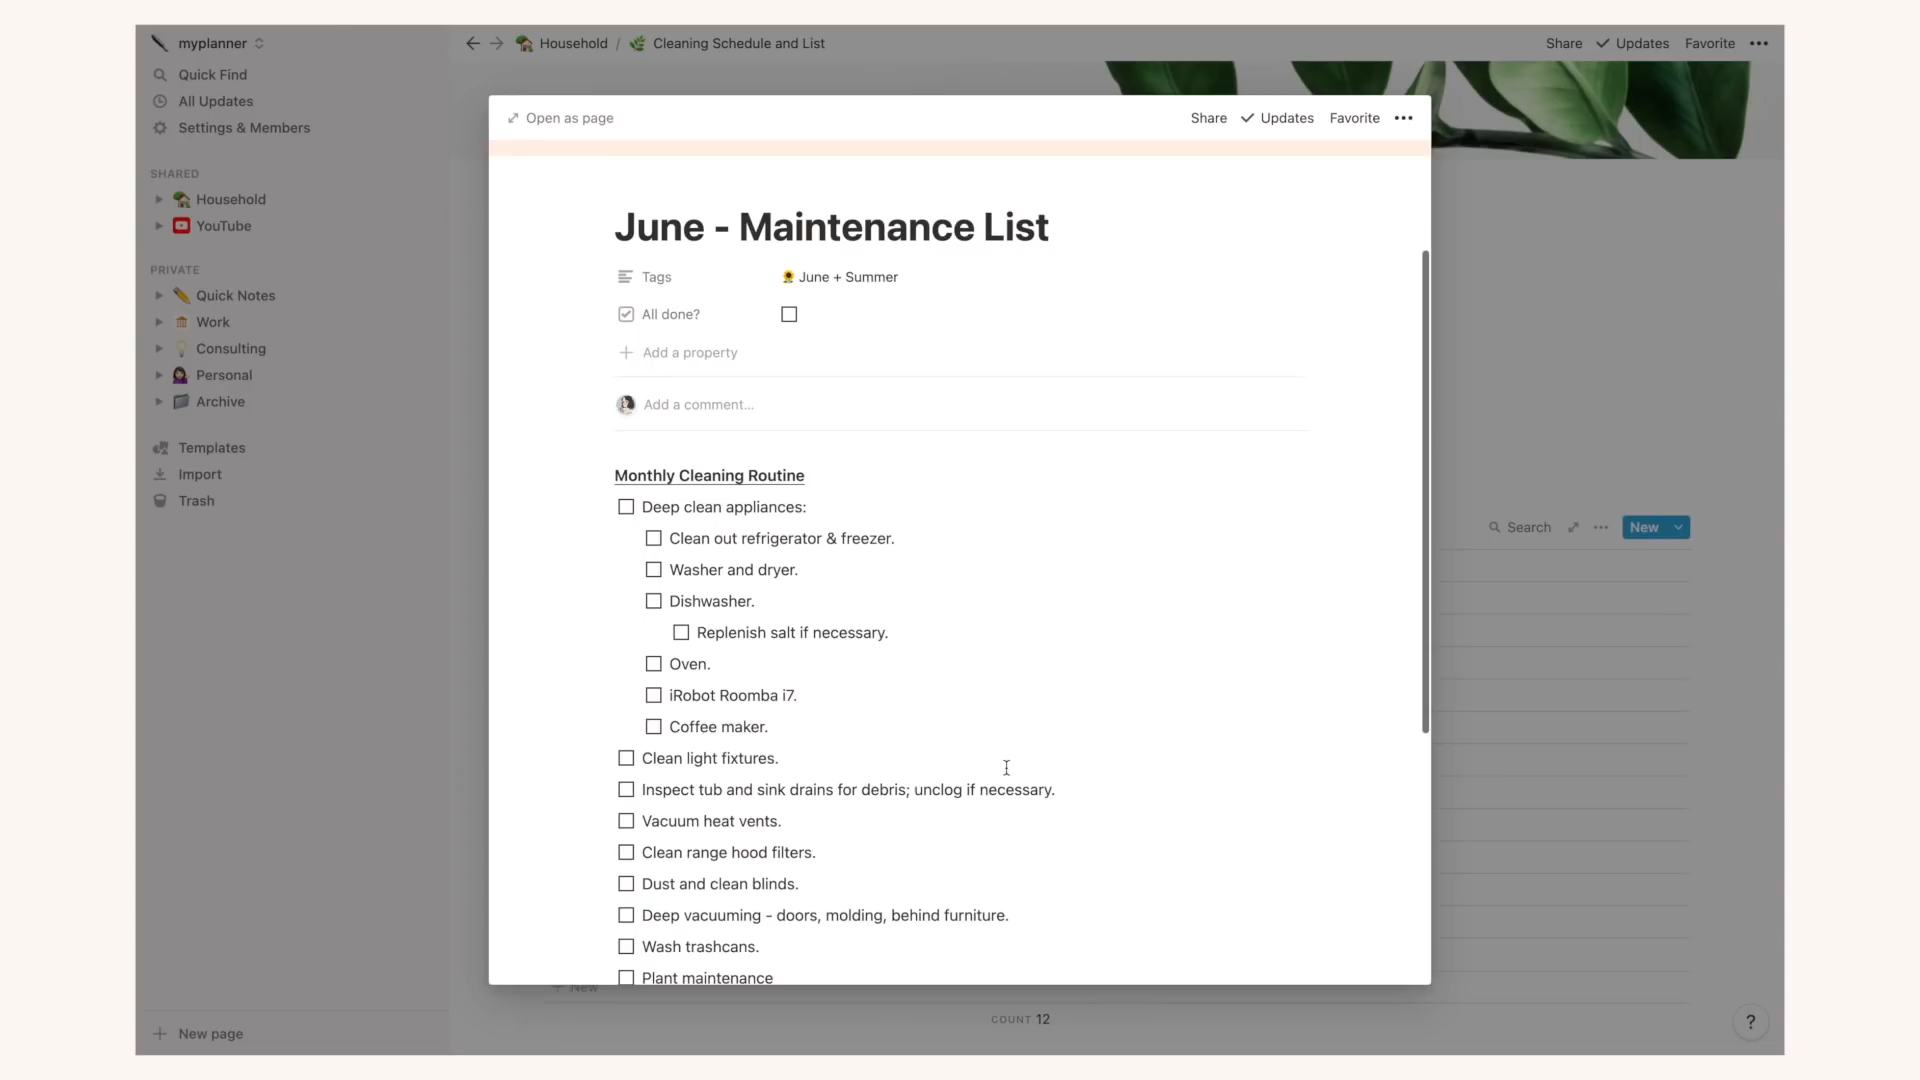 myplanner
Quick Find
All Updates
Settings & Members
SHARED
Household
YouTube
PRIVATE
Quick Notes
Work
Consulting
Personal
Archive
Templates
Import
Trash
New page
Household / Cleaning Schedule and List
Share Updates Favorite
Open as page
Share Updates Favorite
June - Maintenance List
Tags June + Summer
All done?
Add a property
Add a comment...
Monthly Cleaning Routine
Deep clean appliances:
Clean out refrigerator & freezer.
Washer and dryer.
Dishwasher.
Replenish salt if necessary.
Oven.
iRobot Roomba i7.
Coffee maker.
Clean light fixtures.
Inspect tub and sink drains for debris; unclog if necessary.
Vacuum heat vents.
Clean range hood filters.
Dust and clean blinds.
Deep vacuuming - doors, molding, behind furniture.
Wash trashcans.
Plant maintenance
Search New
New
COUNT 12
?